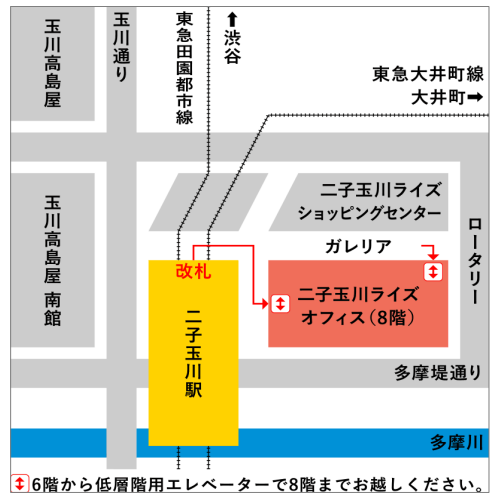 玉川高島屋
玉川通り
東急田園都市線
↑渋谷
東急大井町線
大井町→
玉川高島屋 南館
二子玉川ライズ
ショッピングセンター
ロータリー
ガレリア
改札
二子玉川駅
二子玉川ライズ
オフィス(8階)
多摩堤通り
多摩川
6階から低層階用エレベーターで8階までお越しください。